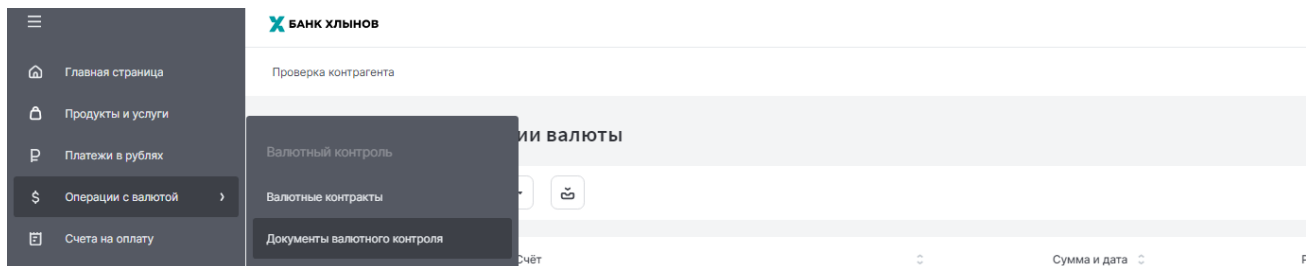 БАНК ХЛЫНОВ
Главная страница
Проверка контрагента
Продукты и услуги
ии валюты
Платежи в рублях
Валютный контроль
$ Операции с валютой
Валютные контракты
Счета на оплату
Документы валютного контроля
Счёт
Сумма и дата